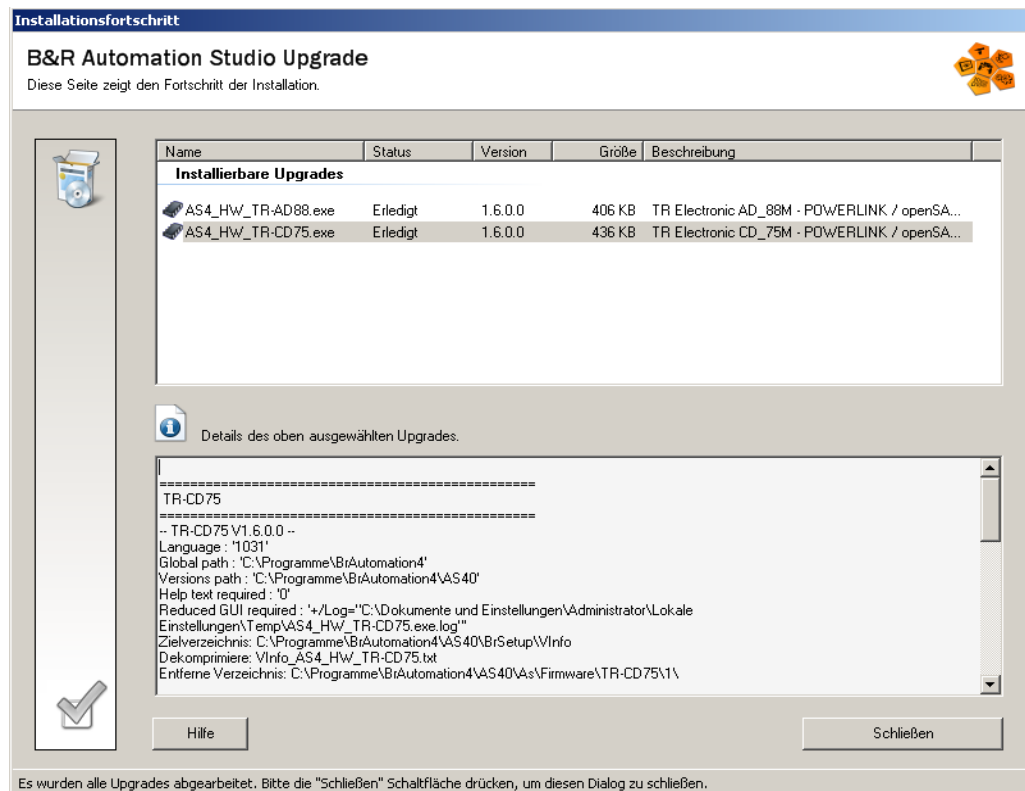 Installationsfortschritt
B&R Automation Studio Upgrade
Diese Seite zeigt den Fortschritt der Installation.
Name Status Version Größe Beschreibung
Installierbare Upgrades
AS4_HW_TR-AD88.exe Erledigt 1.6.0.0 406 KB TR Electronic AD_88M - POWERLINK / openSA...
AS4_HW_TR-CD75.exe Erledigt 1.6.0.0 436 KB TR Electronic CD_75M - POWERLINK / openSA...
Details des oben ausgewählten Upgrades.
==================================================
TR-CD75
==================================================
-- TR-CD75 V1.6.0.0 --
Language : '1031'
Global path : 'C:\Programme\BrAutomation4'
Versions path : 'C:\Programme\BrAutomation4\AS40'
Help text required : '0'
Reduced GUI required : '+/Log="C:\Dokumente und Einstellungen\Administrator\Lokale
Einstellungen\Temp\AS4_HW_TR-CD75.exe.log"'
Zielverzeichnis: C:\Programme\BrAutomation4\AS40\BrSetup\VInfo
Dekomprimiere: VInfo_AS4_HW_TR-CD75.txt
Entferne Verzeichnis: C:\Programme\BrAutomation4\AS40\As\Firmware\TR-CD75\1\
Hilfe
Schließen
Es wurden alle Upgrades abgearbeitet. Bitte die "Schließen" Schaltfläche drücken, um diesen Dialog zu schließen.